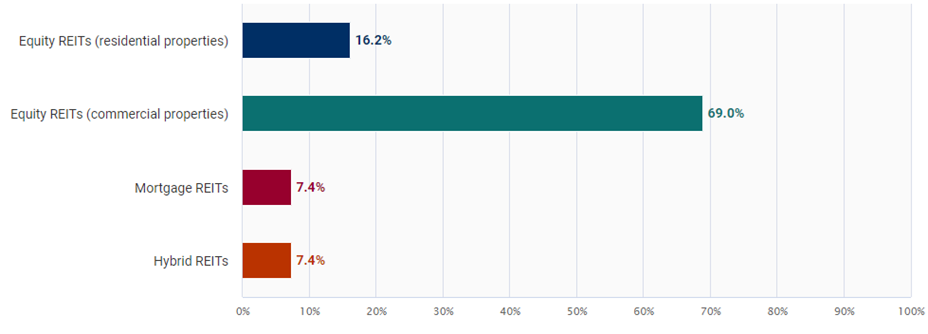 Equity REITs (residential properties)
16.2%
Equity REITs (commercial properties)
69.0%
Mortgage REITs
7.4%
Hybrid REITs
7.4%
0% 10% 20% 30% 40% 50% 60% 70% 80% 90% 100%